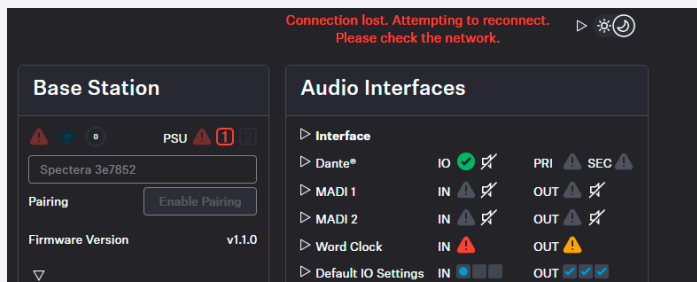 Connection lost. Attempting to reconnect.
Please check the network.
Base Station
0
PSU 1 2
Spectera 3e7852
Pairing Enable Pairing
Firmware Version v1.1.0
Audio Interfaces
Interface
Dante® IO PRI SEC
MADI 1 IN OUT
MADI 2 IN OUT
Word Clock IN OUT
Default IO Settings IN OUT